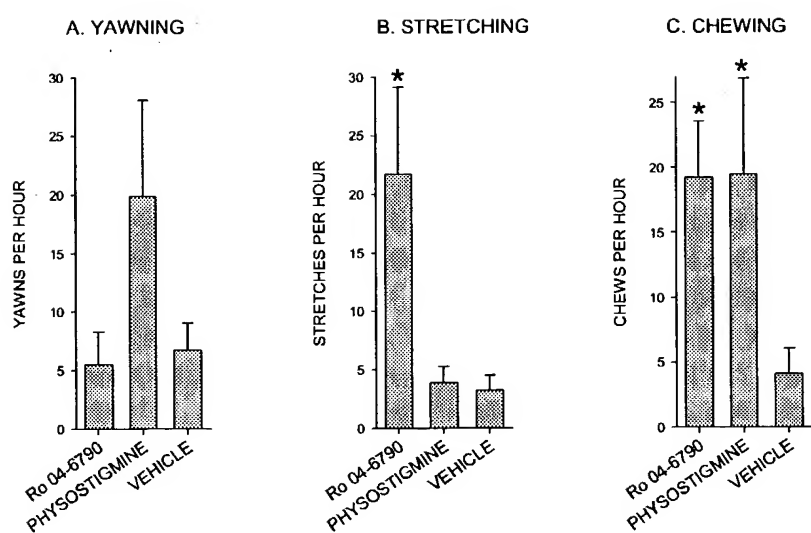 A. YAWNING
YAWNS PER HOUR
30
25
20
15
10
5
0
Ro 04-6790
PHYSOSTIGMINE
VEHICLE
B. STRETCHING
STRETCHES PER HOUR
30
25
20
15
10
5
0
*
Ro 04-6790
PHYSOSTIGMINE
VEHICLE
C. CHEWING
CHEWS PER HOUR
25
20
15
10
5
0
*
*
Ro 04-6790
PHYSOSTIGMINE
VEHICLE